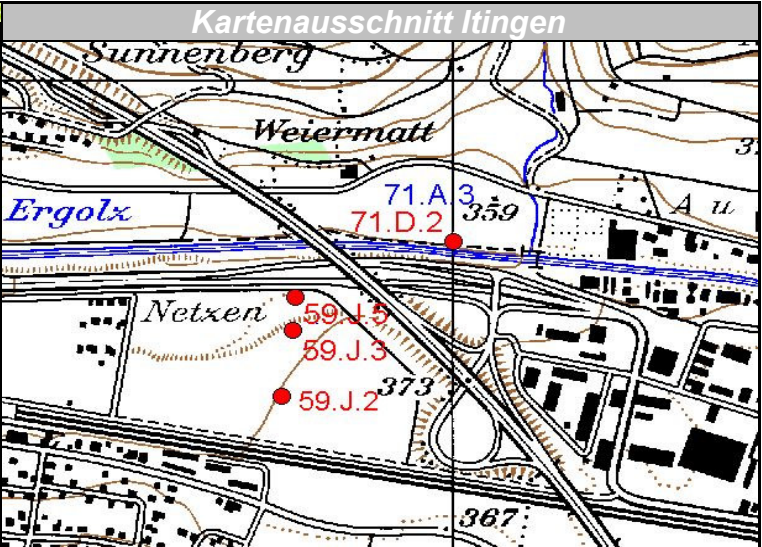 Kartenausschnitt Itingen
Sunnenberg
Weiermatt
71.A.3
359
A u
Ergolz
71.D.2
Netzen
59.J.5
59.J.3
373
59.J.2
367